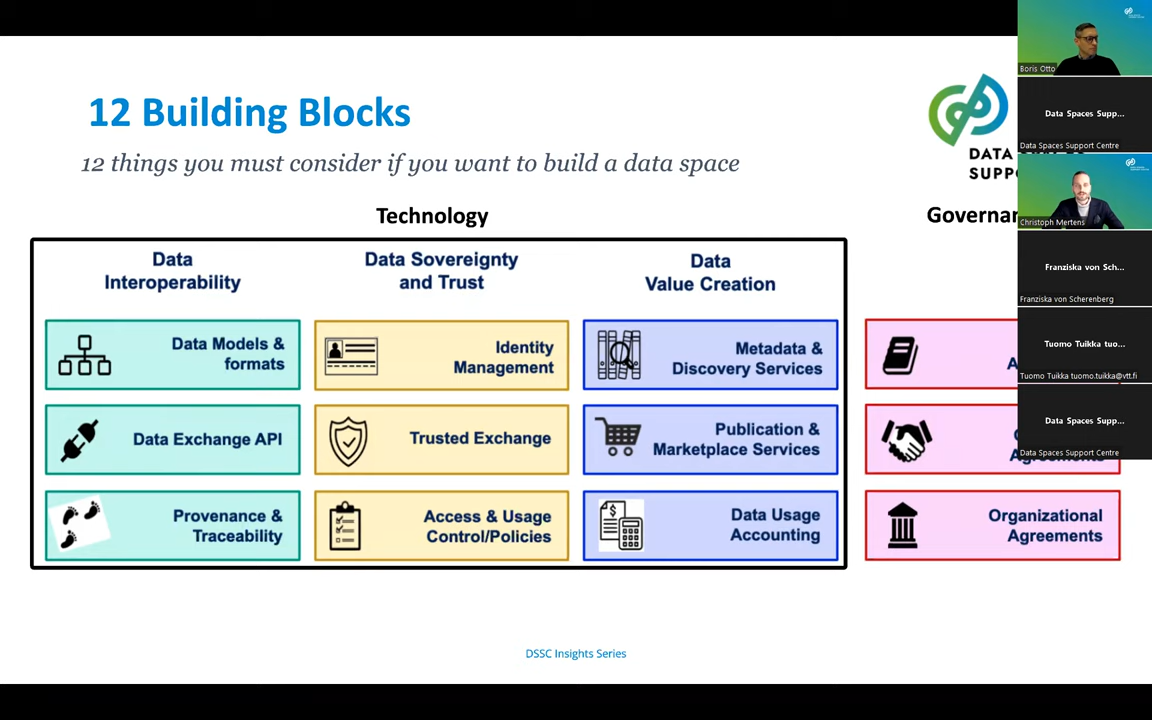 12 Building Blocks
12 things you must consider if you want to build a data space
DATA
SUPP
Technology
Data
Interoperability
Data Sovereignty
and Trust
Data
Value Creation
Data Models &
formats
Identity
Management
Metadata &
Discovery Services
Data Exchange API
Trusted Exchange
Publication &
Marketplace Services
Provenance &
Traceability
Access & Usage
Control/Policies
Data Usage
Accounting
Governan
A
Agreements
Organizational
Agreements
DSSC Insights Series
Boris Otto
Data Spaces Supp...
Data Spaces Support Centre
Christoph Mertens
Franziska von Sch...
Franziska von Scherenberg
Tuomo Tuikka tuo...
Tuomo Tuikka tuomo.tuikka@vtt.fi
Data Spaces Supp...
Data Spaces Support Centre